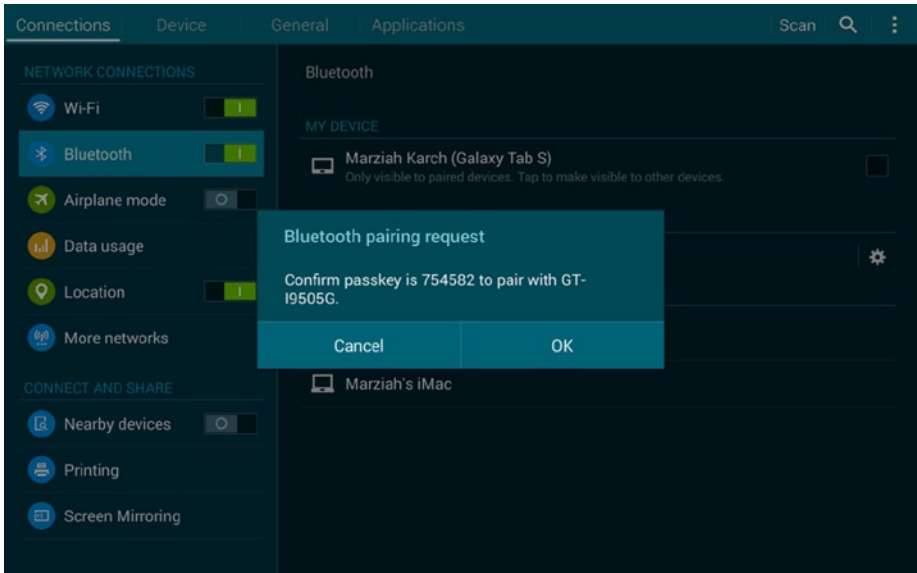 Connections Device General Applications Scan
NETWORK CONNECTIONS
Wi-Fi
Bluetooth
Airplane mode
Data usage
Location
More networks
CONNECT AND SHARE
Nearby devices
Printing
Screen Mirroring
Bluetooth
MY DEVICE
Marziah Karch (Galaxy Tab S)
Only visible to paired devices. Tap to make visible to other devices.
Bluetooth pairing request
Confirm passkey is 754582 to pair with GT-
I9505G.
Cancel OK
Marziah's iMac